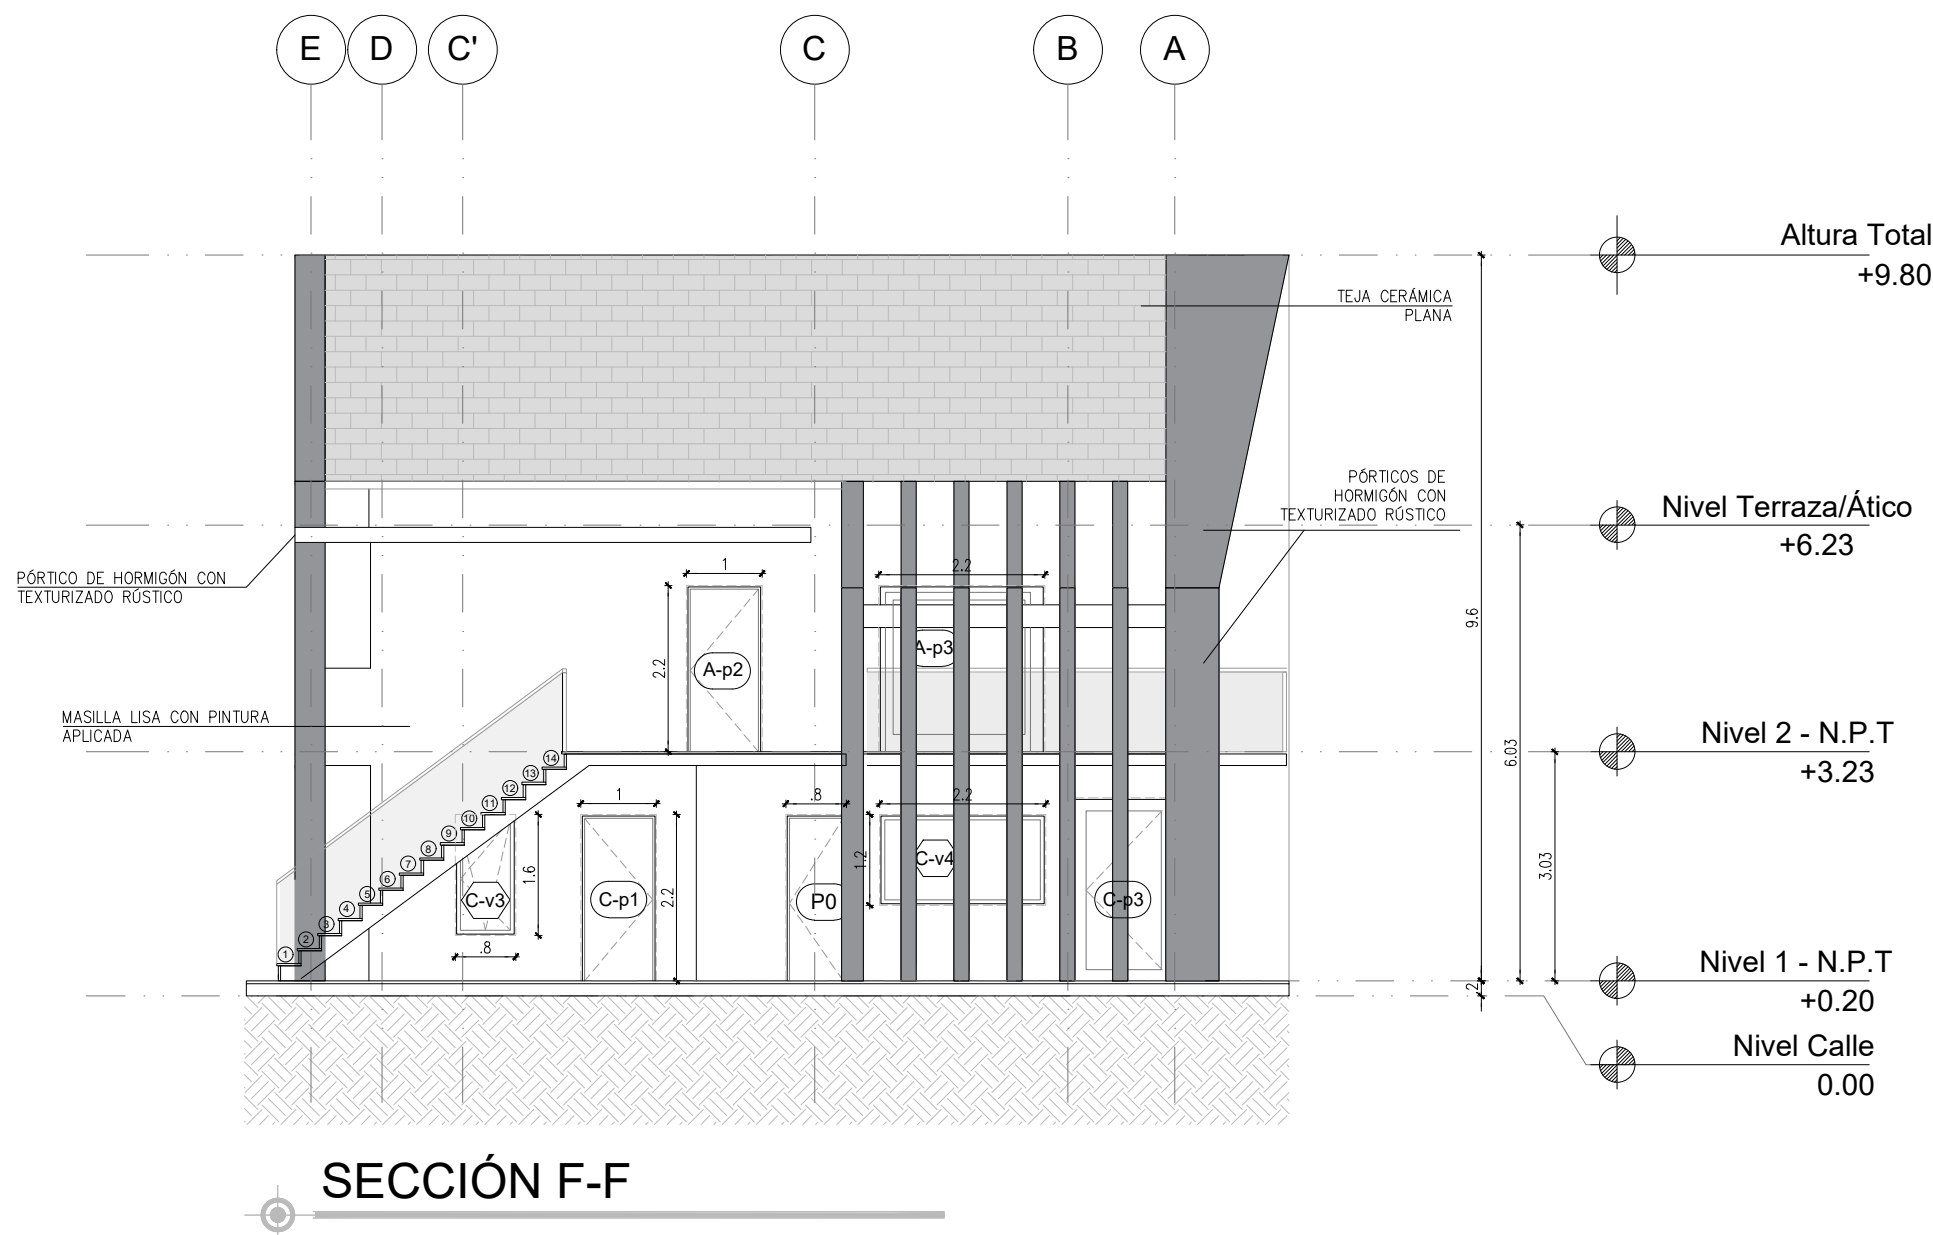 E D C' C B A
Altura Total
+9.80
TEJA CERÁMICA
PLANA
PÓRTICOS DE
HORMIGÓN CON
TEXTURIZADO RÚSTICO
Nivel Terraza/Ático
+6.23
PÓRTICO DE HORMIGÓN CON
TEXTURIZADO RÚSTICO
1
2.2
9.6
A-p3
A-p2
2.2
MASILLA LISA CON PINTURA
APLICADA
Nivel 2 - N.P.T
+3.23
6.03
14
13
12
11
10
9
8
7
6
5
4
3
2
1
1
.8
2.2
1.2
C-v4
3.03
1.6
2.2
C-v3
C-p1
P0
C-p3
.8
Nivel 1 - N.P.T
+0.20
.2
Nivel Calle
0.00
SECCIÓN F-F